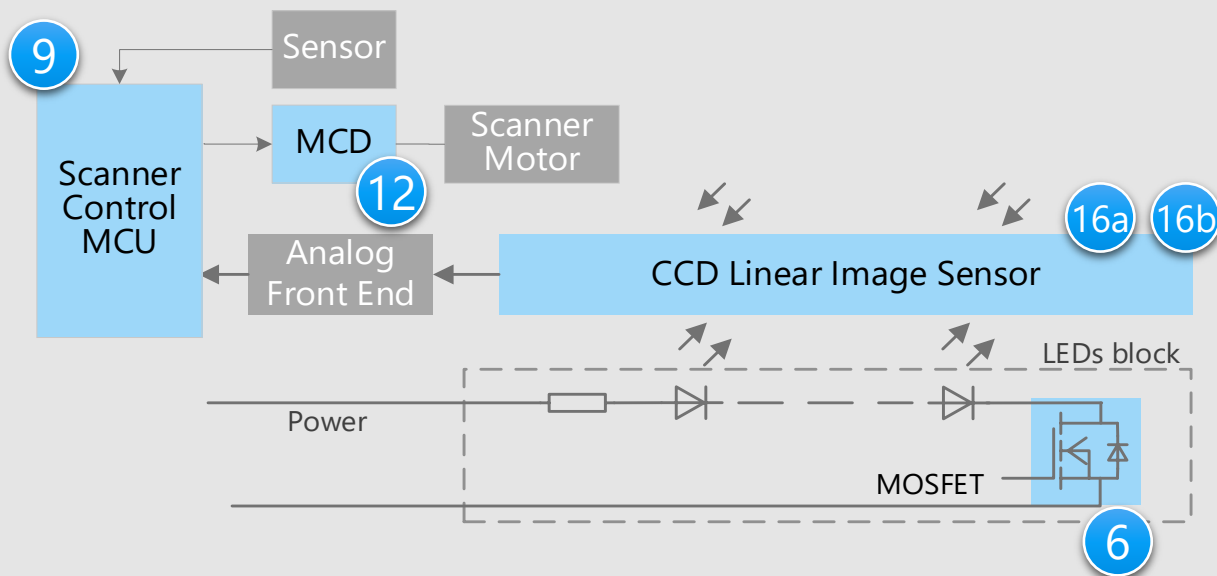 9
Sensor
MCD
Scanner
Motor
12
Scanner
Control
MCU
16a
16b
Analog
Front End
CCD Linear Image Sensor
LEDs block
Power
MOSFET
6